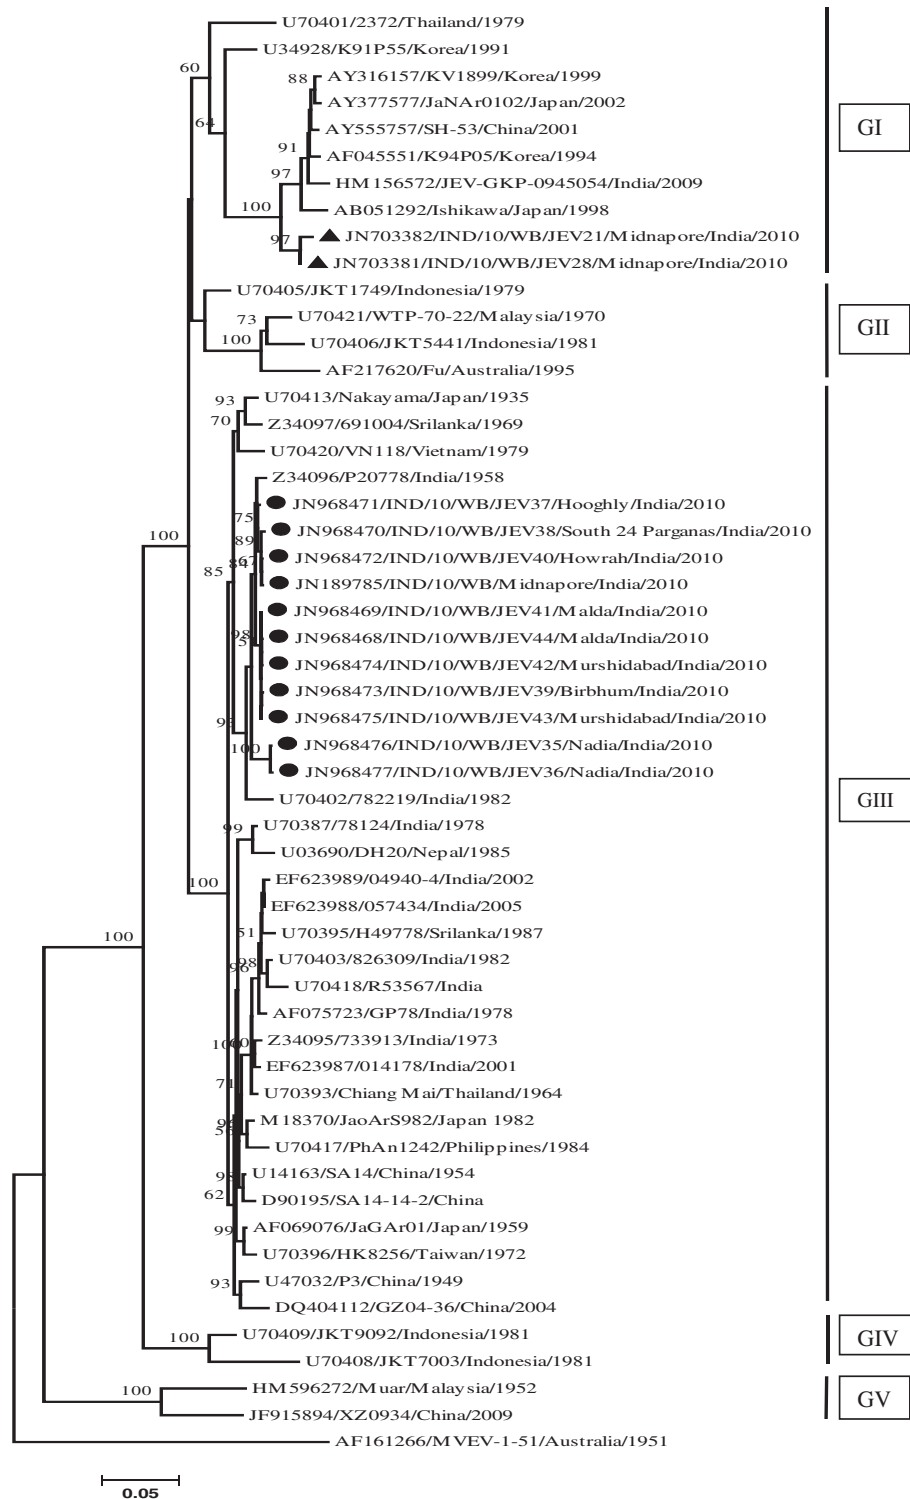 U70401/2372/Thailand/1979
U34928/K91P55/Korea/1991
60
AY316157/KV1899/Korea/1999
88
AY377577/JaNAr0102/Japan/2002
64
AY555757/SH-53/China/2001
GI
91
AF045551/K94P05/Korea/1994
97
HM156572/JEV-GKP-0945054/India/2009
100
AB051292/Ishikawa/Japan/1998
97
JN703382/IND/10/WB/JEV21/Midnapore/India/2010
JN703381/IND/10/WB/JEV28/Midnapore/India/2010
U70405/JKT1749/Indonesia/1979
73
U70421/WTP-70-22/Malaysia/1970
GII
100
U70406/JKT5441/Indonesia/1981
AF217620/Fu/Australia/1995
93
U70413/Nakayama/Japan/1935
70
Z34097/691004/Srilanka/1969
U70420/VN118/Vietnam/1979
Z34096/P20778/India/1958
JN968471/IND/10/WB/JEV37/Hooghly/India/2010
75
JN968470/IND/10/WB/JEV38/South 24 Parganas/India/2010
100
89
JN968472/IND/10/WB/JEV40/Howrah/India/2010
85
67
JN189785/IND/10/WB/Midnapore/India/2010
JN968469/IND/10/WB/JEV41/Malda/India/2010
98
JN968468/IND/10/WB/JEV44/Malda/India/2010
JN968474/IND/10/WB/JEV42/Murshidabad/India/2010
JN968473/IND/10/WB/JEV39/Birbhum/India/2010
JN968475/IND/10/WB/JEV43/Murshidabad/India/2010
100
JN968476/IND/10/WB/JEV35/Nadia/India/2010
JN968477/IND/10/WB/JEV36/Nadia/India/2010
U70402/782219/India/1982
GIII
99
U70387/78124/India/1978
U03690/DH20/Nepal/1985
100
EF623989/04940-4/India/2002
EF623988/057434/India/2005
51
U70395/H49778/Srilanka/1987
100
96
98
U70403/826309/India/1982
U70418/R53567/India
AF075723/GP78/India/1978
100
60
Z34095/733913/India/1973
EF623987/014178/India/2001
71
U70393/Chiang Mai/Thailand/1964
M18370/JaoArS982/Japan 1982
U70417/PhAn1242/Philippines/1984
U14163/SA14/China/1954
62
D90195/SA14-14-2/China
AF069076/JaGAr01/Japan/1959
99
U70396/HK8256/Taiwan/1972
93
U47032/P3/China/1949
DQ404112/GZ04-36/China/2004
100
U70409/JKT9092/Indonesia/1981
GIV
U70408/JKT7003/Indonesia/1981
100
HM596272/Muar/Malaysia/1952
GV
JF915894/XZ0934/China/2009
AF161266/MVEV-1-51/Australia/1951
0.05